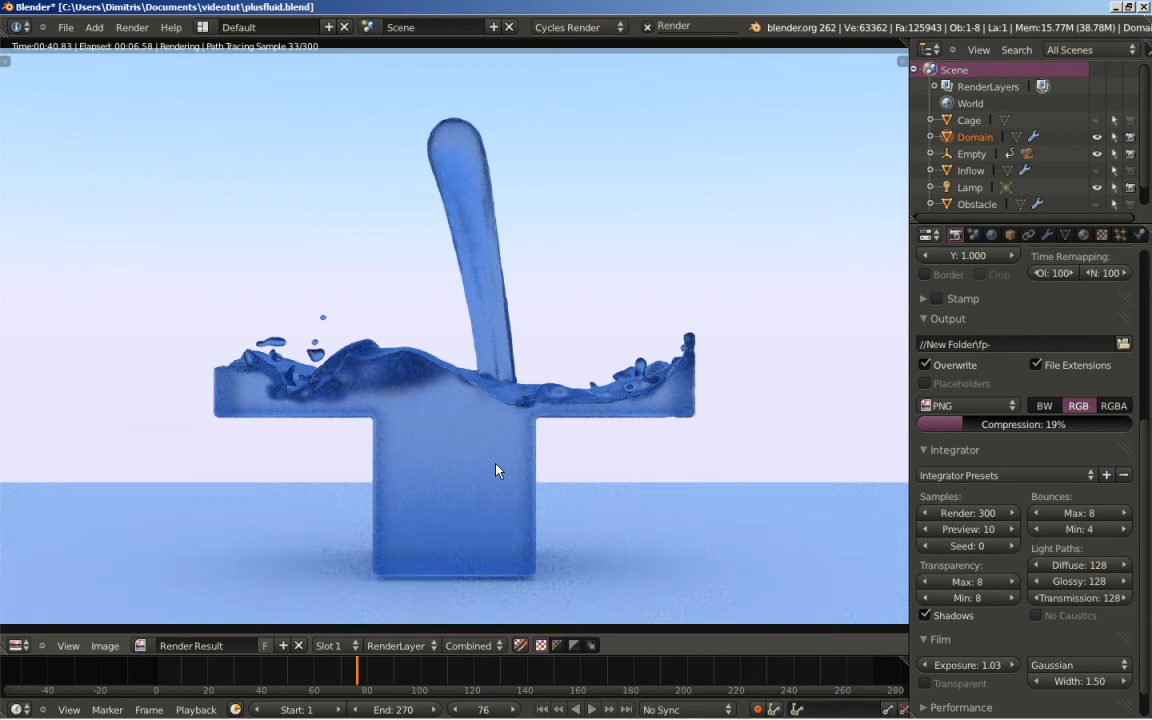 Blender* [C:\Users\Dimitris\Documents\videotut\plusfluid.blend]
File Add Render Help Default Scene Cycles Render Render blender.org 262 | Ve:63362 | Fa:125943 | Ob:1-8 | La:1 | Mem:15.77M (38.78M) | Domai
Time:00:40.83 | Elapsed: 00:06.58 | Rendering | Path Tracing Sample 33/300
View Search All Scenes
Scene
RenderLayers
World
Cage
Domain
Empty
Inflow
Lamp
Obstacle
Y: 1.000
Time Remapping:
Border Crop
Ol: 100 N: 100
Stamp
Output
//New Folder\fp-
Overwrite File Extensions
Placeholders
PNG BW RGB RGBA
Compression: 19%
Integrator
Integrator Presets
Samples: Bounces:
Render: 300 Max: 8
Preview: 10 Min: 4
Seed: 0 Light Paths:
Transparency: Diffuse: 128
Max: 8 Glossy: 128
Min: 8 Transmission: 128
Shadows No Caustics
Film
Exposure: 1.03 Gaussian
Transparent Width: 1.50
Performance
View Image Render Result F Slot 1 RenderLayer Combined
-40 -20 0 20 40 60 80 100 120 140 160 180 200 220 240 260 280
View Marker Frame Playback Start: 1 End: 270 76 No Sync